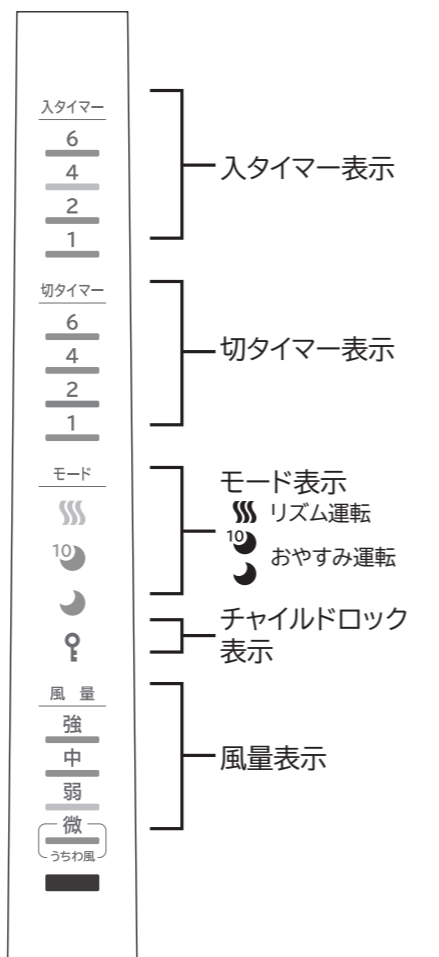 入タイマー
6
4
2
1
入タイマー表示
切タイマー
6
4
2
1
切タイマー表示
モード
10
モード表示
リズム運転
10
おやすみ運転
チャイルドロック
表示
風量
強
中
弱
微
うちわ風
風量表示